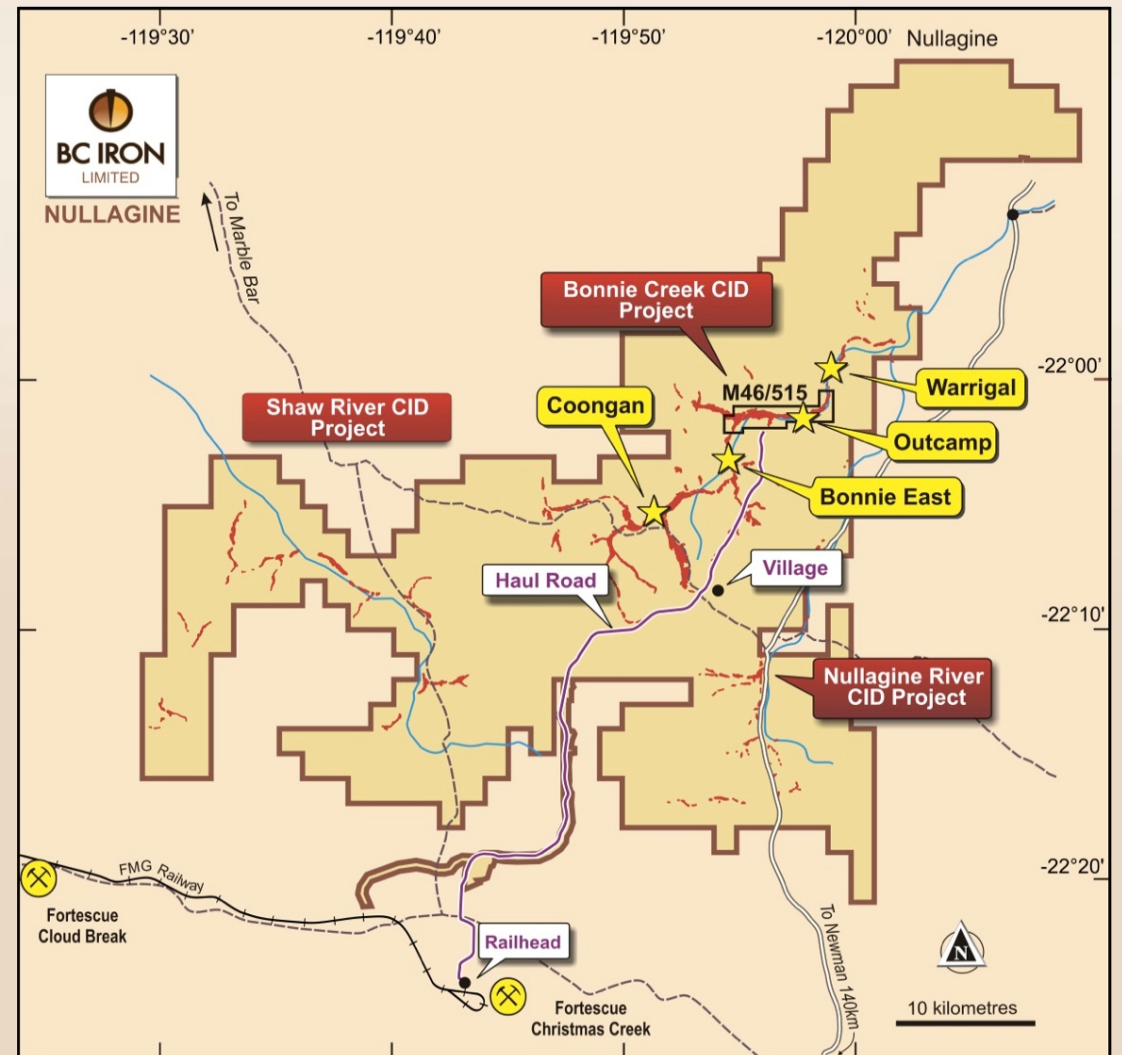 -119°30'
-119°40'
-119°50'
-120°00'
Nullagine
BC IRON
LIMITED
NULLAGINE
To Marble Bar
Bonnie Creek CID
Project
-22°00'
M46/515
Warrigal
Coongan
Shaw River CID
Project
Outcamp
Bonnie East
Village
Haul Road
-22°10'
Nullagine River
CID Project
-22°20'
FMG Railway
Fortescue
Cloud Break
To Newman 140km
N
Railhead
Fortescue
Christmas Creek
10 kilometres